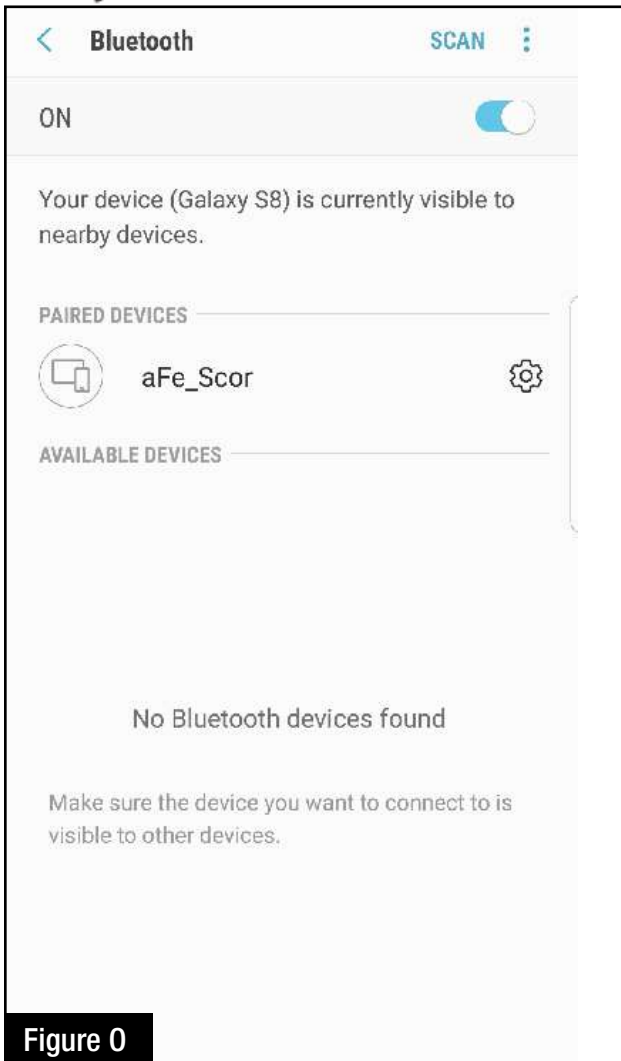 Bluetooth SCAN
ON
Your device (Galaxy S8) is currently visible to
nearby devices.
PAIRED DEVICES
aFe_Scor
AVAILABLE DEVICES
No Bluetooth devices found
Make sure the device you want to connect to is
visible to other devices.
Figure O